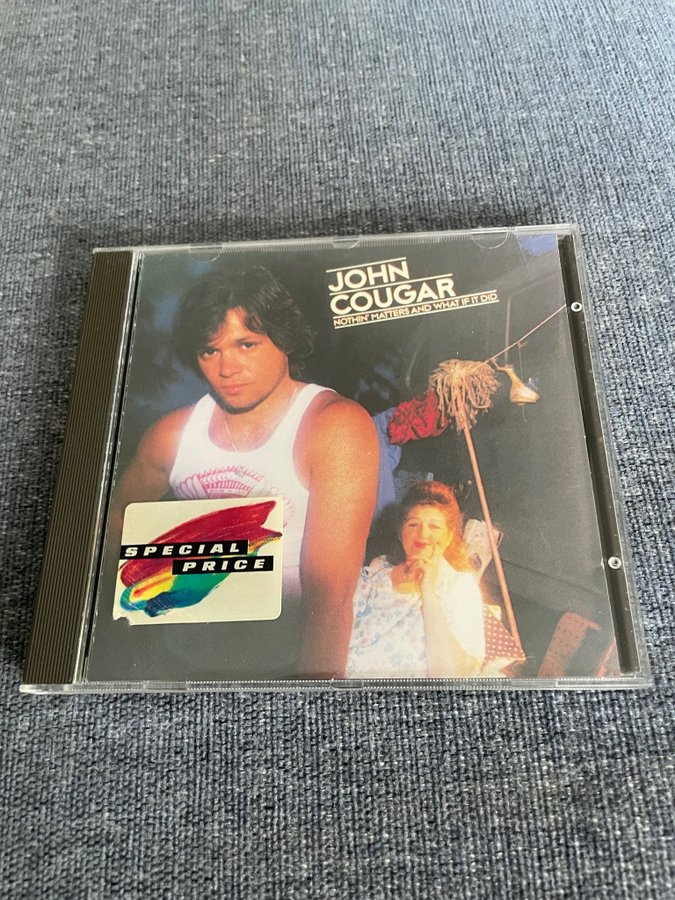 JOHN
COUGAR
NOTHIN' MATTERS AND WHAT IF IT DID
SPECIAL
PRICE